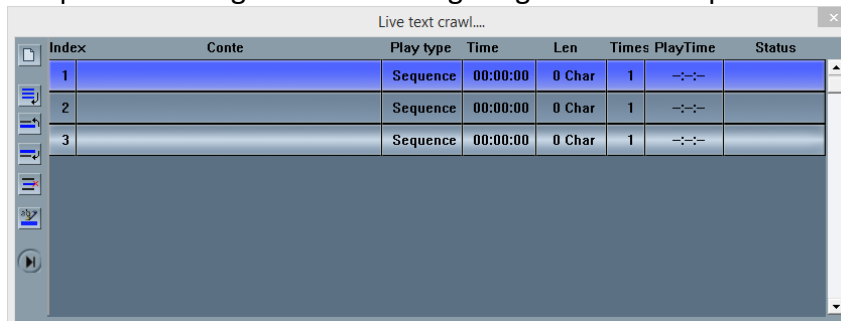 Live text crawl....
Index Conte Play type Time Len Times PlayTime Status
1 Sequence 00:00:00 0 Char 1 –:–:–
2 Sequence 00:00:00 0 Char 1 –:–:–
3 Sequence 00:00:00 0 Char 1 –:–:–